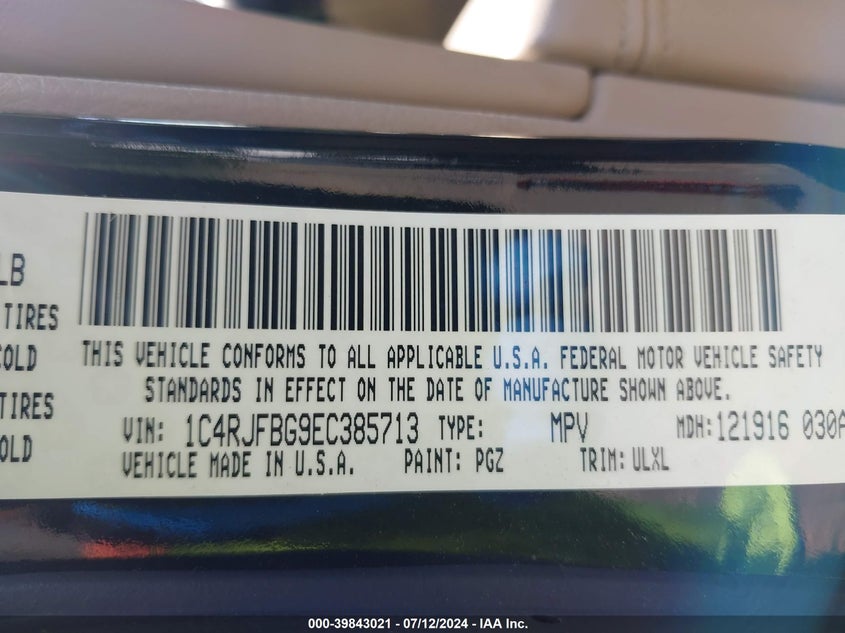 LB
TIRES
COLD
TIRES
OLD
THIS VEHICLE CONFORMS TO ALL APPLICABLE U.S.A. FEDERAL MOTOR VEHICLE SAFETY
STANDARDS IN EFFECT ON THE DATE OF MANUFACTURE SHOWN ABOVE.
VIN: 1C4RJFBG9EC385713 TYPE: MPV MDH: 121916 030A
VEHICLE MADE IN U.S.A. PAINT: PGZ TRIM: ULXL
000-39843021 - 07/12/2024 - IAA Inc.